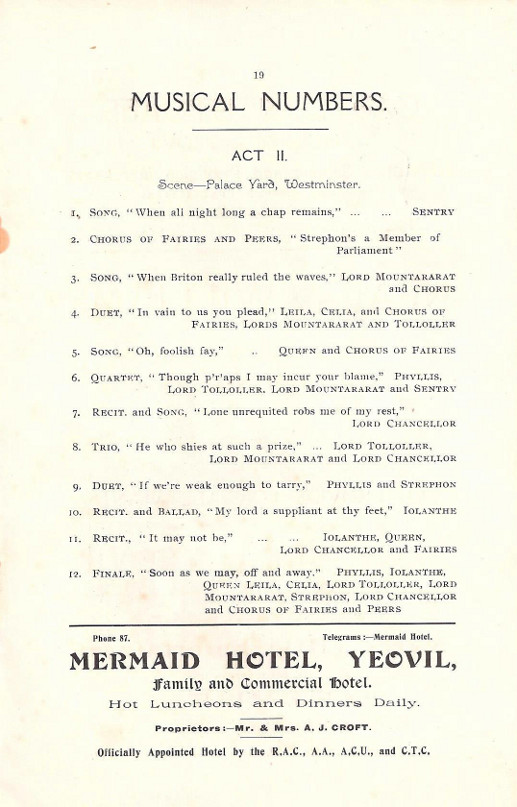 19
MUSICAL NUMBERS.
ACT II.
Scene—Palace Yard, Westminster.
1, SONG, "When all night long a chap remains," ... ... SENTRY
2. CHORUS OF FAIRIES AND PEERS, "Strephon's a Member of
Parliament"
3. SONG, "When Briton really ruled the waves," LORD MOUNTARARAT
and CHORUS
4. DUET, "In vain to us you plead," LEILA, CELIA, and CHORUS OF
FAIRIES, LORDS MOUNTARARAT AND TOLLOLLER
5. SONG, "Oh, foolish fay," .. QUEEN and CHORUS OF FAIRIES
6. QUARTET, "Though p'r'aps I may incur your blame," PHYLLIS,
LORD TOLLOLLER, LORD MOUNTARARAT and SENTRY
7. RECIT. and SONG, "Lone unrequited robs me of my rest,"
LORD CHANCELLOR
8. TRIO, "He who shies at such a prize," ... LORD TOLLOLLER,
LORD MOUNTARARAT and LORD CHANCELLOR
9. DUET, "If we're weak enough to tarry," PHYLLIS and STREPHON
10. RECIT. and BALLAD, "My lord a suppliant at thy feet," IOLANTHE
11. RECIT., "It may not be," ... ... IOLANTHE, QUEEN,
LORD CHANCELLOR and FAIRIES
12. FINALE, "Soon as we may, off and away." PHYLLIS, IOLANTHE,
QUEEN LEILA, CELIA, LORD TOLLOLLER, LORD
MOUNTARARAT, STREPHON, LORD CHANCELLOR
and CHORUS OF FAIRIES and PEERS
Phone 87. Telegrams :—Mermaid Hotel.
MERMAID HOTEL, YEOVIL,
Family and Commercial Hotel.
Hot Luncheons and Dinners Daily.
Proprietors :—Mr. & Mrs. A. J. CROFT.
Officially Appointed Hotel by the R.A.C., A.A., A.C.U., and C.T.C.